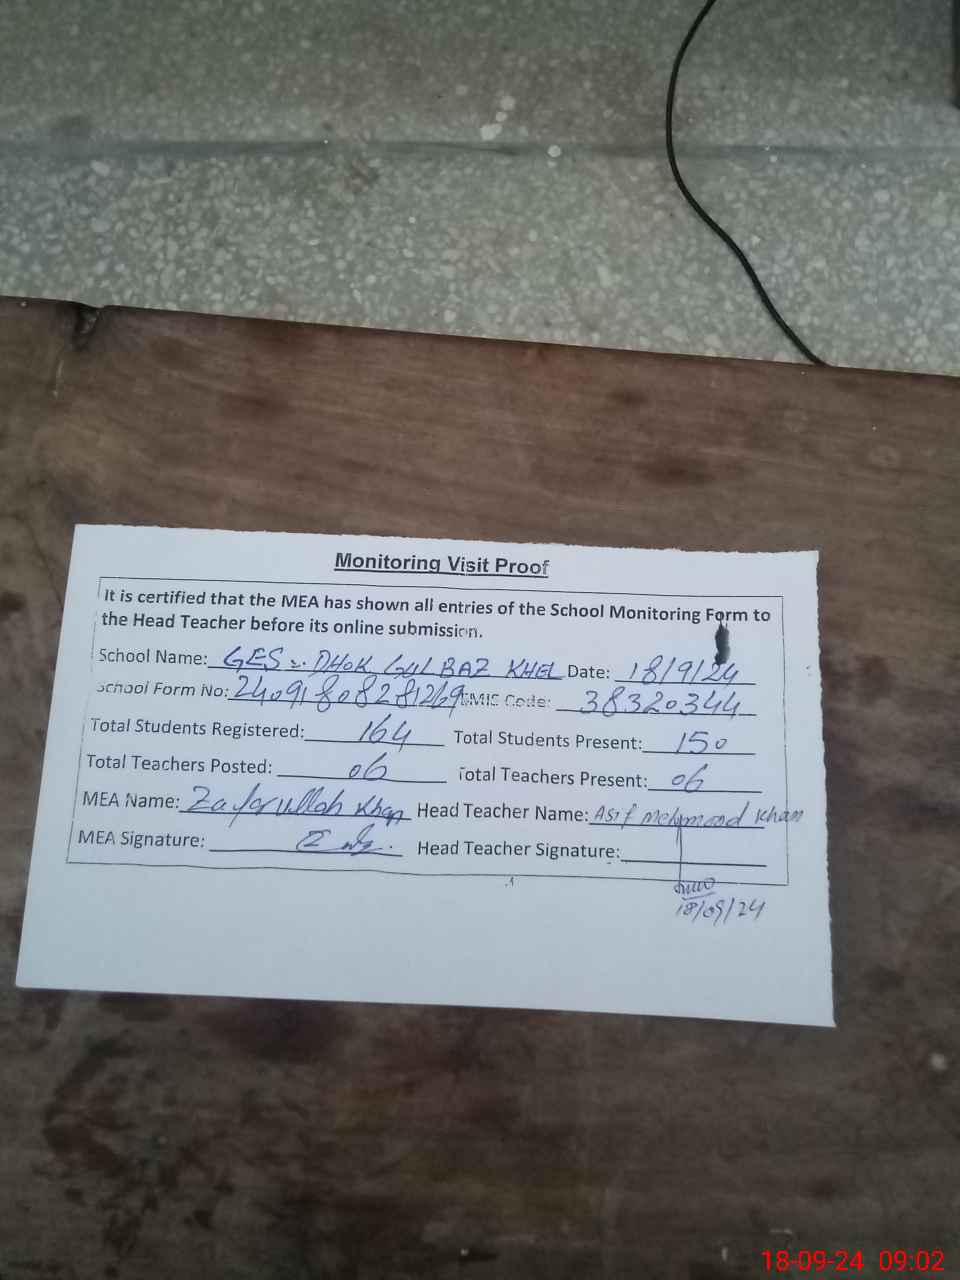 Monitoring Visit Proof
It is certified that the MEA has shown all entries of the School Monitoring Form to
the Head Teacher before its online submission.
School Name: GES DHOK GUL BAZ KHEL Date: 18/9/24
School Form No: 24091808281269 EMIS Code: 38320344
Total Students Registered: 164 Total Students Present: 150
Total Teachers Posted: 06 Total Teachers Present: 06
MEA Name: Zafarullah Khan Head Teacher Name: Asif Mehmood Khan
MEA Signature: Head Teacher Signature:
18/09/24
18-09-24 09:02